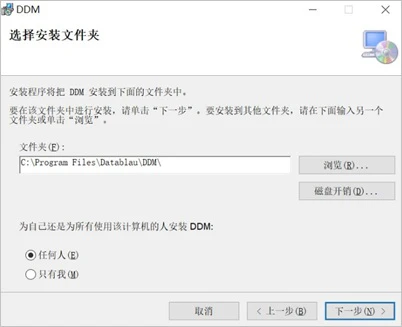 DDM
选择安装文件夹
安装程序将把 DDM 安装到下面的文件夹中。
要在该文件夹中进行安装，请单击“下一步”。要安装到其他文件夹，请在下面输入另一个
文件夹或单击“浏览”。
文件夹(F):
C:\Program Files\Datablau\DDM\
浏览(R)...
磁盘开销(D)...
为自己还是为所有使用该计算机的人安装 DDM:
任何人(E)
只有我(M)
取消
< 上一步(B)
下一步(N) >